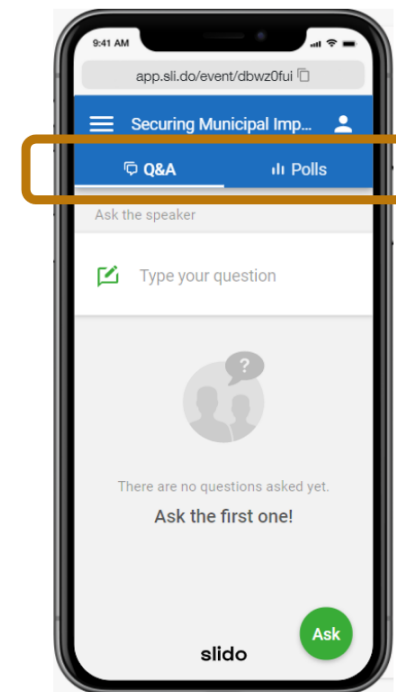 9:41 AM
app.sli.do/event/dbwz0fui
Securing Municipal Imp...
Q&A Polls
Ask the speaker
Type your question
?
There are no questions asked yet.
Ask the first one!
Ask
slido